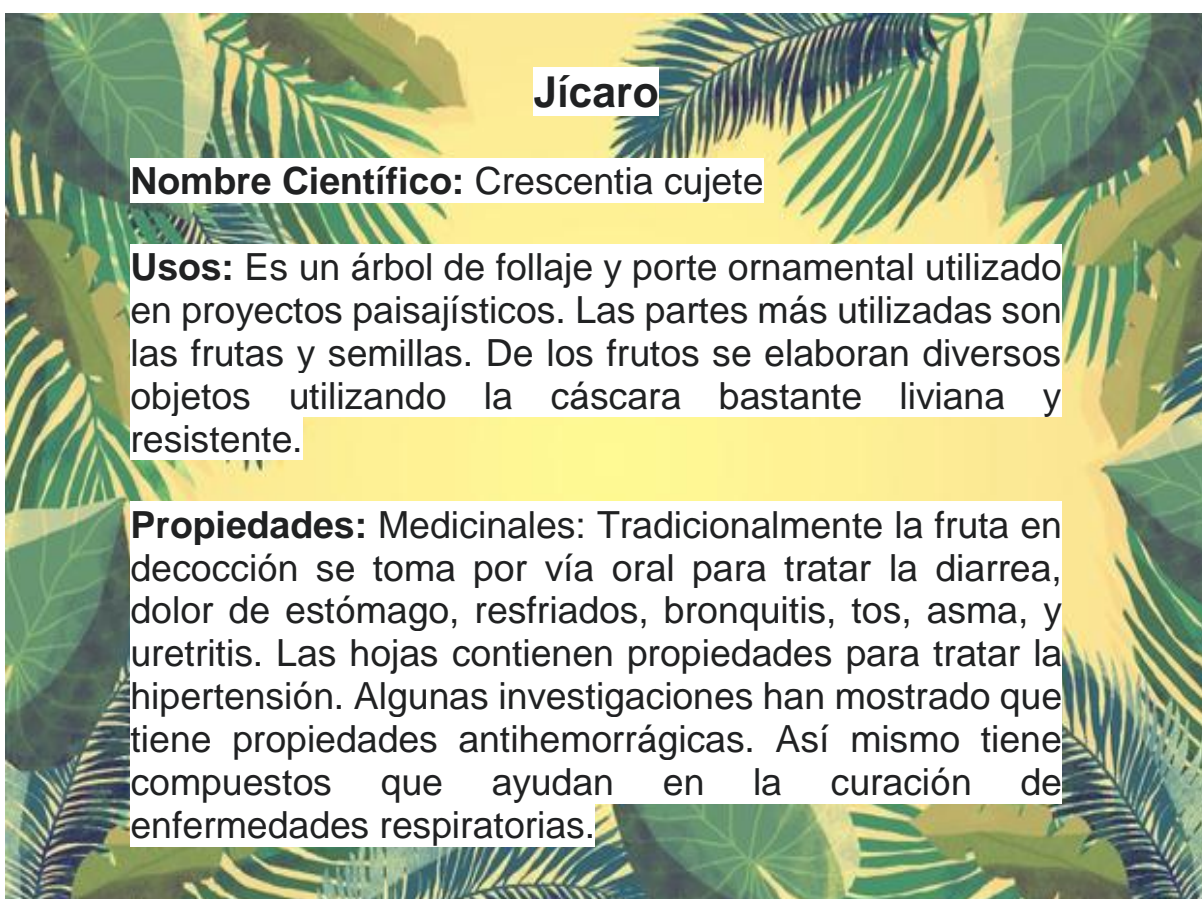 Jícaro
Nombre Científico: Crescentia cujete
Usos: Es un árbol de follaje y porte ornamental utilizado
en proyectos paisajísticos. Las partes más utilizadas son
las frutas y semillas. De los frutos se elaboran diversos
objetos utilizando la cáscara bastante liviana y
resistente.
Propiedades: Medicinales: Tradicionalmente la fruta en
decocción se toma por vía oral para tratar la diarrea,
dolor de estómago, resfriados, bronquitis, tos, asma, y
uretritis. Las hojas contienen propiedades para tratar la
hipertensión. Algunas investigaciones han mostrado que
tiene propiedades antihemorrágicas. Así mismo tiene
compuestos que ayudan en la curación de
enfermedades respiratorias.